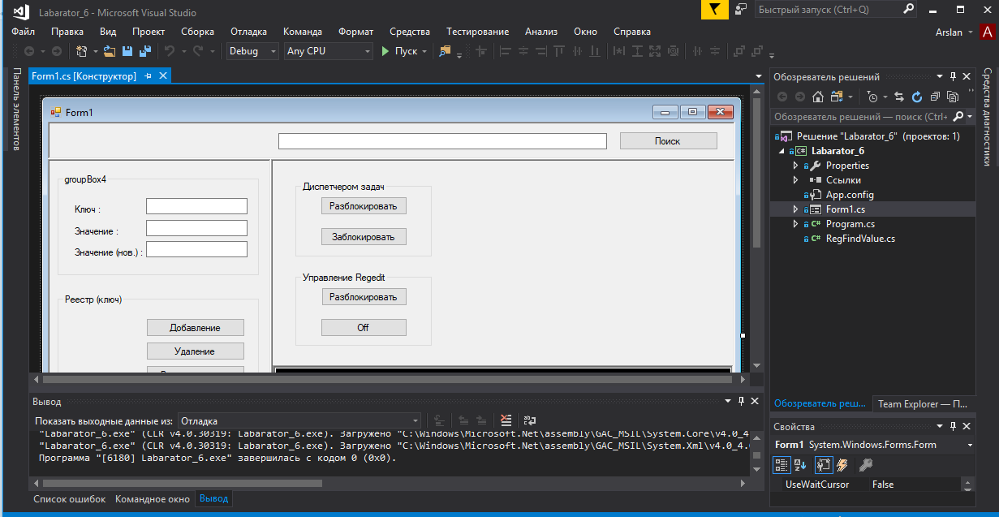 Labarator_6 - Microsoft Visual Studio
Быстрый запуск (Ctrl+Q)
Файл Правка Вид Проект Сборка Отладка Команда Формат Средства Тестирование Анализ Окно Справка
Arslan A
Debug Any CPU Пуск
Панель элементов
Form1.cs [Конструктор]
Form1
Поиск
groupBox4
Ключ :
Значение :
Значение (нов.) :
Реестр (ключ)
Добавление
Удаление
Диспетчером задач
Разблокировать
Заблокировать
Управление Regedit
Разблокировать
Off
Обозреватель решений
Обозреватель решений — поиск (Ctrl+
Решение "Labarator_6" (проектов: 1)
Labarator_6
Properties
Ссылки
App.config
Form1.cs
Program.cs
RegFindValue.cs
Средства диагностики
Обозреватель реш... Team Explorer — П...
Свойства
Form1 System.Windows.Forms.Form
UseWaitCursor False
Вывод
Показать выходные данные из: Отладка
"Labarator_6.exe" (CLR v4.0.30319: Labarator_6.exe). Загружено "C:\Windows\Microsoft.Net\assembly\GAC_MSIL\System.Core\v4.0_4
"Labarator_6.exe" (CLR v4.0.30319: Labarator_6.exe). Загружено "C:\Windows\Microsoft.Net\assembly\GAC_MSIL\System.Xml\v4.0_4.
Программа "[6180] Labarator_6.exe" завершилась с кодом 0 (0x0).
Список ошибок Командное окно Вывод